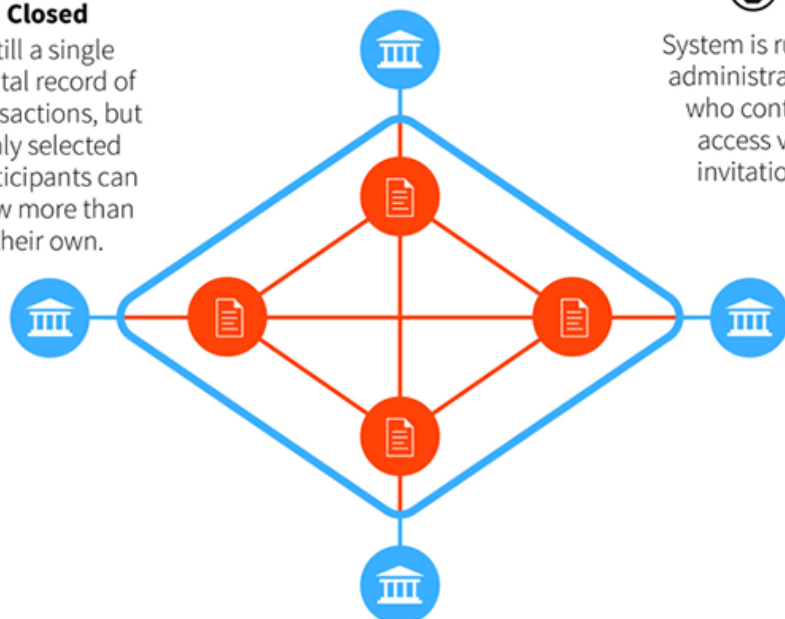 Closed
till a single
tal record of
sactions, but
ly selected
ticipants can
w more than
heir own.
System is ru
administra
who cont
access v
invitatio